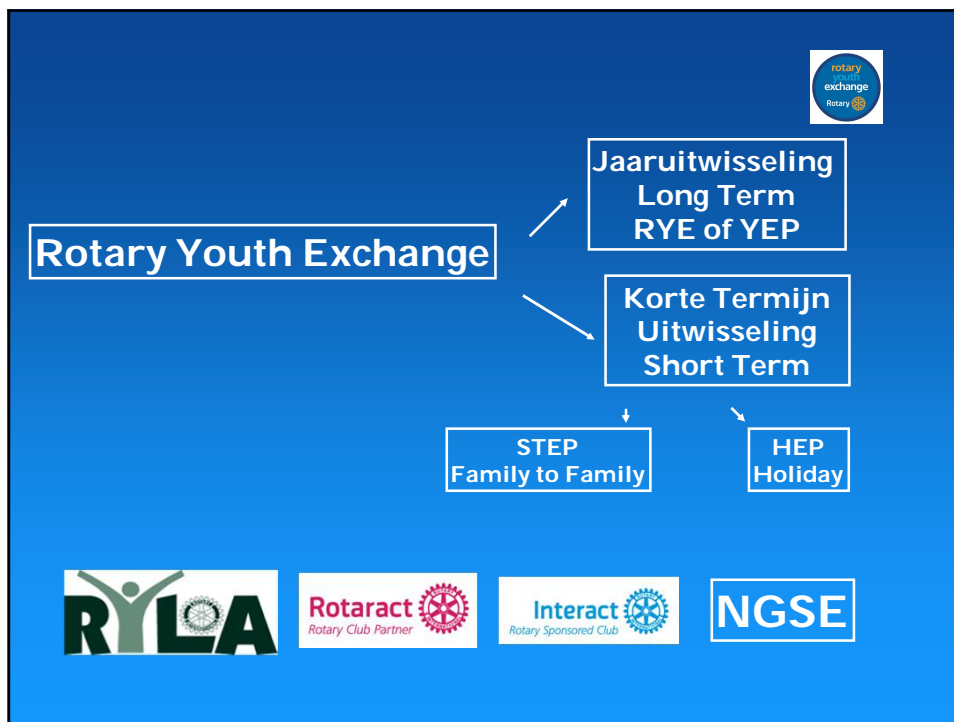 rotary
youth
exchange
Rotary
Jaaruitwisseling
Long Term
RYE of YEP
Rotary Youth Exchange
Korte Termijn
Uitwisseling
Short Term
STEP
Family to Family
HEP
Holiday
RYLA
Rotaract
Rotary Club Partner
Interact
Rotary Sponsored Club
NGSE